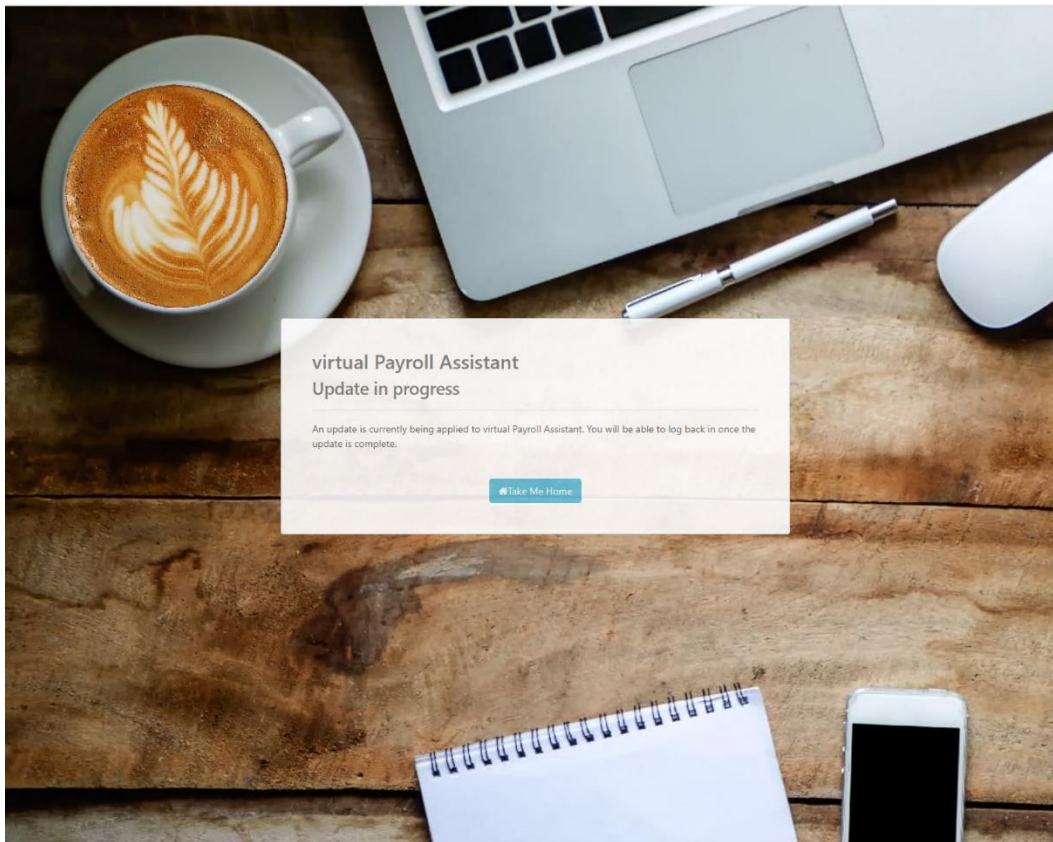 virtual Payroll Assistant
Update in progress
An update is currently being applied to virtual Payroll Assistant. You will be able to log back in once the
update is complete.
Take Me Home